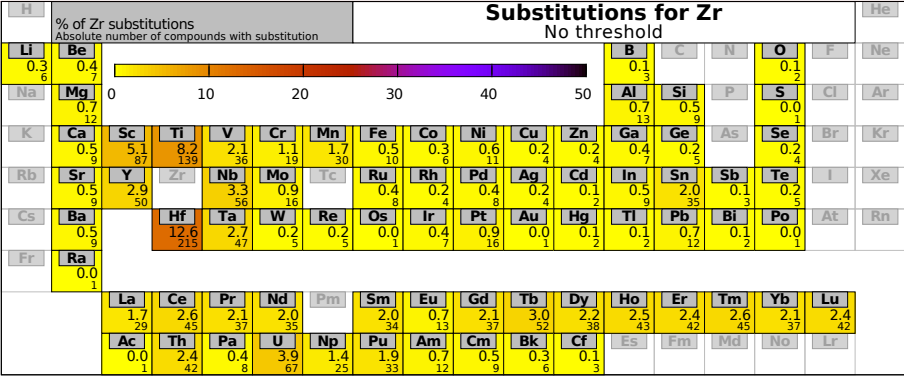 H % of Zr substitutions Substitutions for Zr He
Absolute number of compounds with substitution No threshold
Li Be B C N O F Ne
0.3 0.4 0.1 0.1
6 7 3 2
0 10 20 30 40 50
Na Mg Al Si P S Cl Ar
0.7 0.7 0.5 0.0
12 13 9 1
K Ca Sc Ti V Cr Mn Fe Co Ni Cu Zn Ga Ge As Se Br Kr
0.5 5.1 8.2 2.1 1.1 1.7 0.5 0.3 0.6 0.2 0.2 0.4 0.2 0.2
9 87 139 36 19 30 10 6 11 4 4 7 5 4
Rb Sr Y Zr Nb Mo Tc Ru Rh Pd Ag Cd In Sn Sb Te I Xe
0.5 2.9 3.3 0.9 0.4 0.2 0.4 0.2 0.1 0.5 2.0 0.1 0.2
9 50 56 16 8 4 8 4 2 9 35 3 5
Cs Ba Hf Ta W Re Os Ir Pt Au Hg Tl Pb Bi Po At Rn
0.5 12.6 2.7 0.2 0.2 0.0 0.4 0.9 0.0 0.1 0.1 0.7 0.1 0.0
9 215 47 5 5 1 7 16 1 2 2 12 2 1
Fr Ra
0.0
1
La Ce Pr Nd Pm Sm Eu Gd Tb Dy Ho Er Tm Yb Lu
1.7 2.6 2.1 2.0 2.0 0.7 2.1 3.0 2.2 2.5 2.4 2.6 2.1 2.4
29 45 37 35 34 13 37 52 38 43 42 45 37 42
Ac Th Pa U Np Pu Am Cm Bk Cf Es Fm Md No Lr
0.0 2.4 0.4 3.9 1.4 1.9 0.7 0.5 0.3 0.1
1 42 8 67 25 33 12 9 6 3